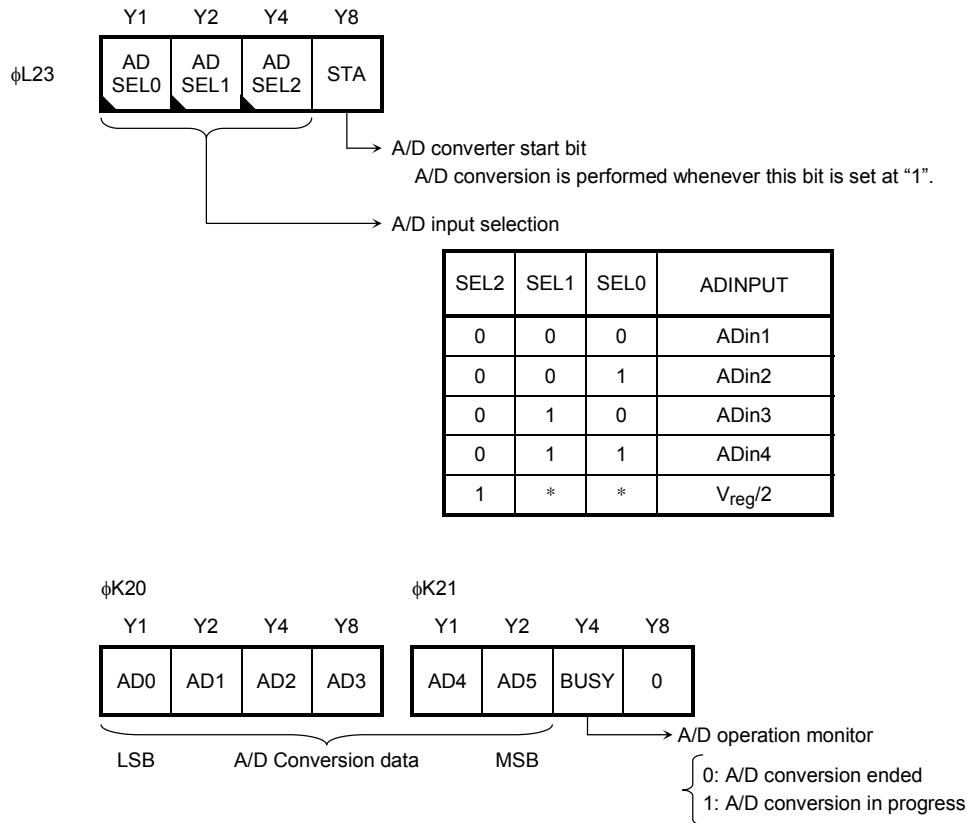 Y1 Y2 Y4 Y8
φL23
AD SEL0 AD SEL1 AD SEL2 STA
A/D converter start bit
A/D conversion is performed whenever this bit is set at “1”.
A/D input selection
SEL2 SEL1 SEL0 ADINPUT
0 0 0 ADin1
0 0 1 ADin2
0 1 0 ADin3
0 1 1 ADin4
1 * * Vreg/2
φK20 φK21
Y1 Y2 Y4 Y8 Y1 Y2 Y4 Y8
AD0 AD1 AD2 AD3 AD4 AD5 BUSY 0
A/D operation monitor
LSB A/D Conversion data MSB
0: A/D conversion ended
1: A/D conversion in progress